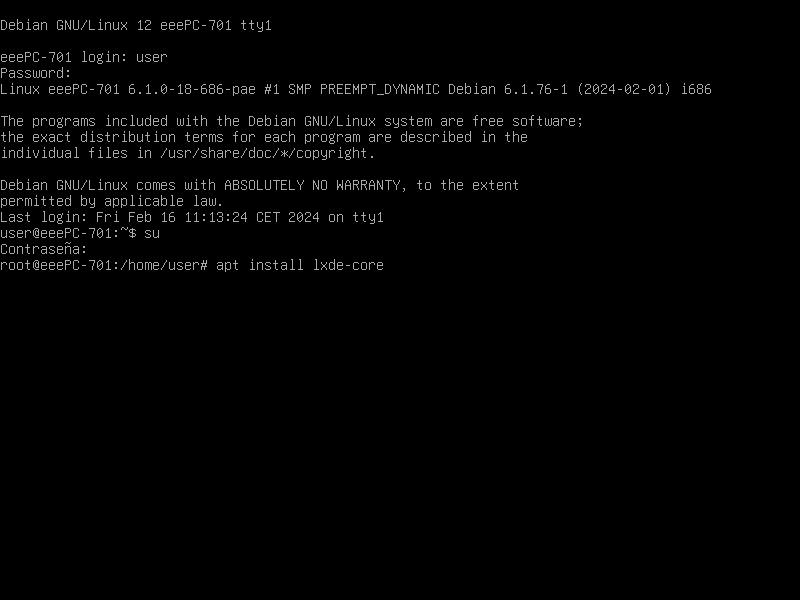 Debian GNU/Linux 12 eeePC-701 tty1
eeePC-701 login: user
Password:
Linux eeePC-701 6.1.0-18-686-pae #1 SMP PREEMPT_DYNAMIC Debian 6.1.76-1 (2024-02-01) i686
The programs included with the Debian GNU/Linux system are free software;
the exact distribution terms for each program are described in the
individual files in /usr/share/doc/*/copyright.
Debian GNU/Linux comes with ABSOLUTELY NO WARRANTY, to the extent
permitted by applicable law.
Last login: Fri Feb 16 11:13:24 CET 2024 on tty1
user@eeePC-701:~$ su
Contraseña:
root@eeePC-701:/home/user# apt install lxde-core